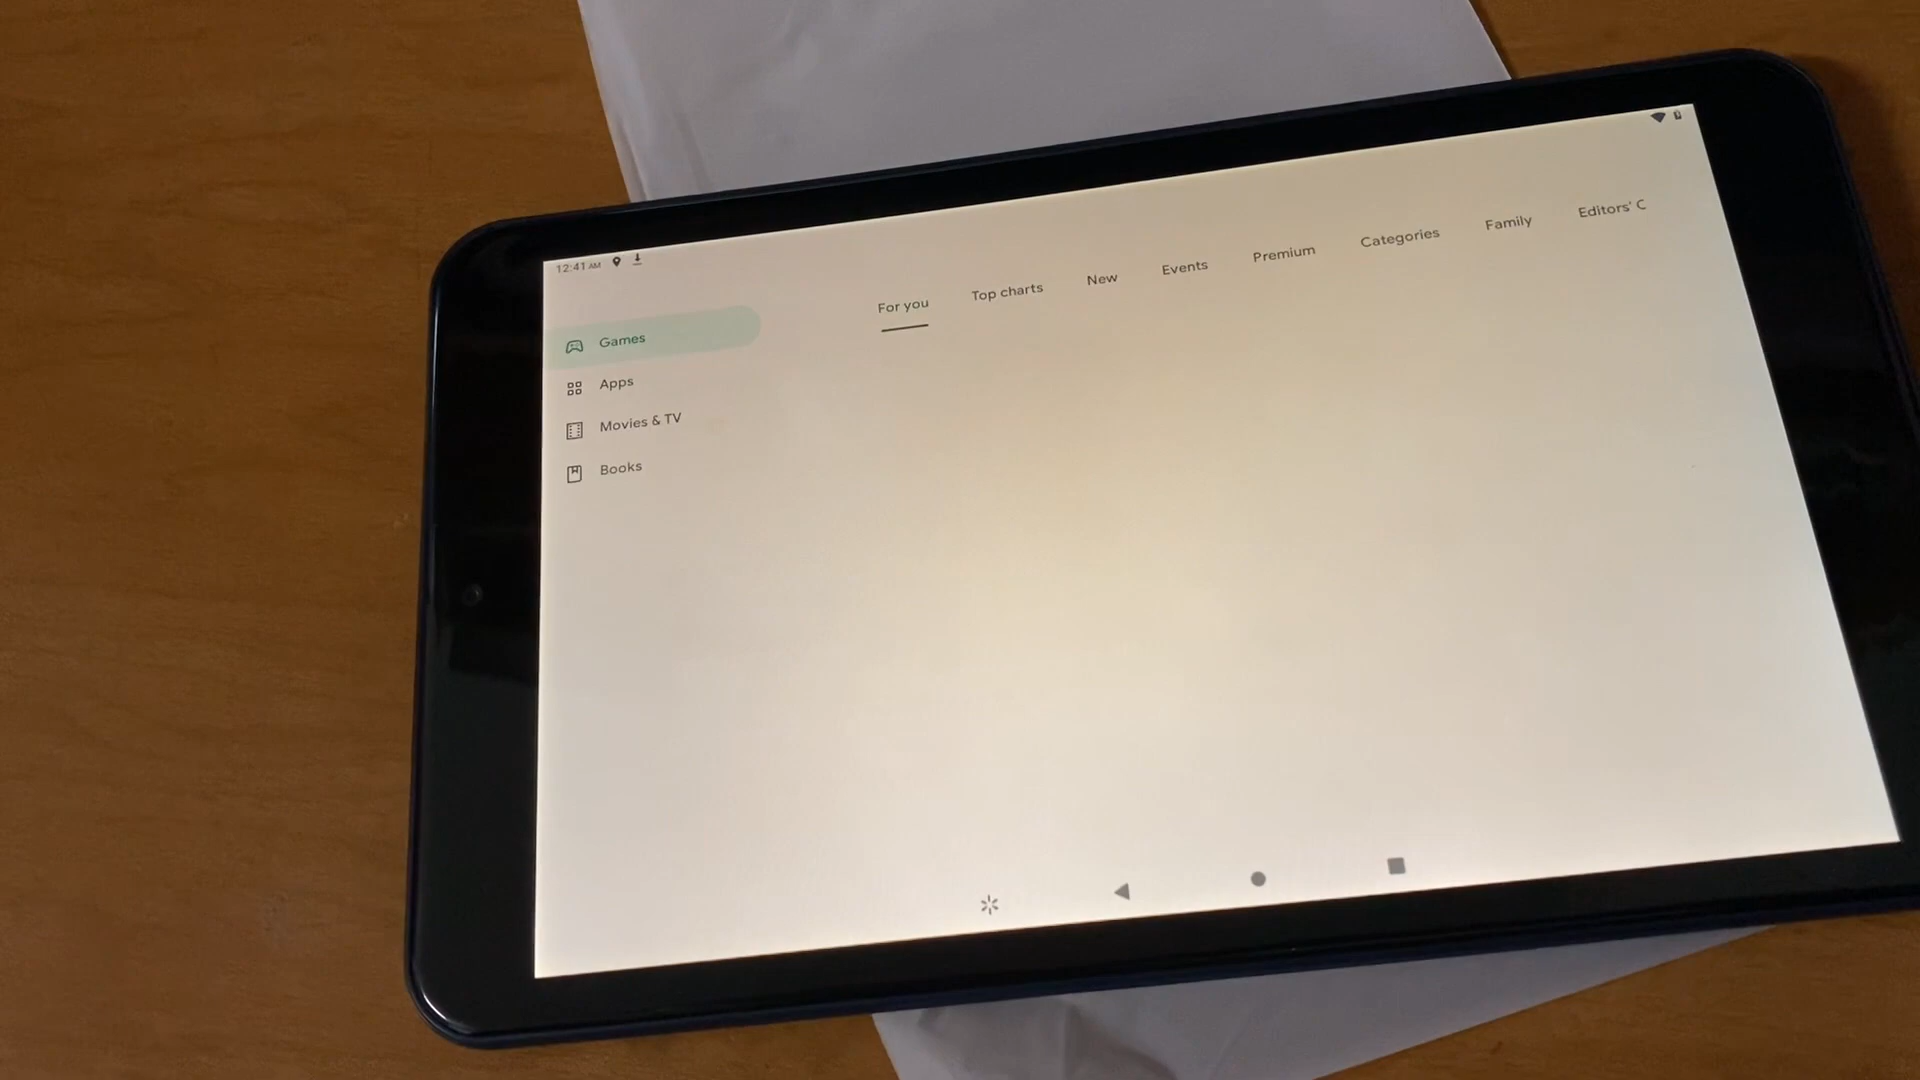 12:41 AM
For you Top charts New Events Premium Categories Family Editors' C
Games
Apps
Movies & TV
Books